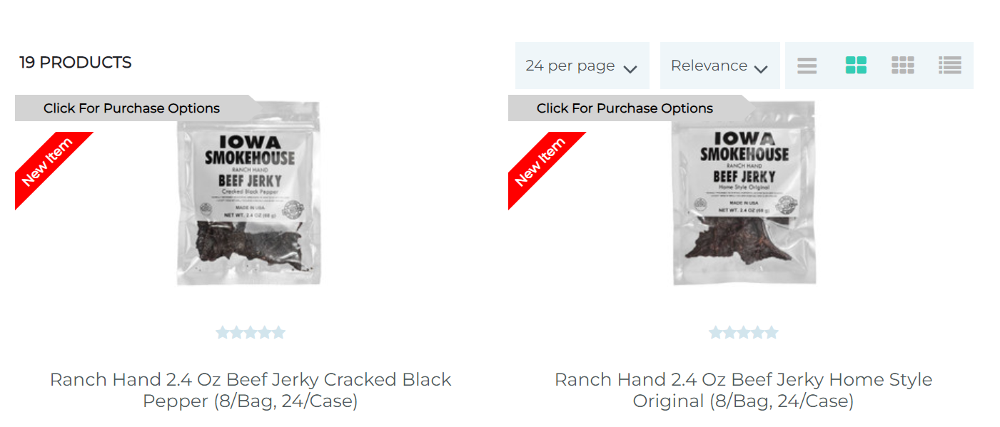 19 PRODUCTS
24 per page
Relevance
Click For Purchase Options
New Item
IOWA
SMOKEHOUSE
RANCH HAND
BEEF JERKY
Cracked Black Pepper
MADE IN USA
NET WT. 2.4 OZ (68 g)
Ranch Hand 2.4 Oz Beef Jerky Cracked Black
Pepper (8/Bag, 24/Case)
Click For Purchase Options
New Item
IOWA
SMOKEHOUSE
RANCH HAND
BEEF JERKY
Home Style Original
MADE IN USA
NET WT. 2.4 OZ (68 g)
Ranch Hand 2.4 Oz Beef Jerky Home Style
Original (8/Bag, 24/Case)